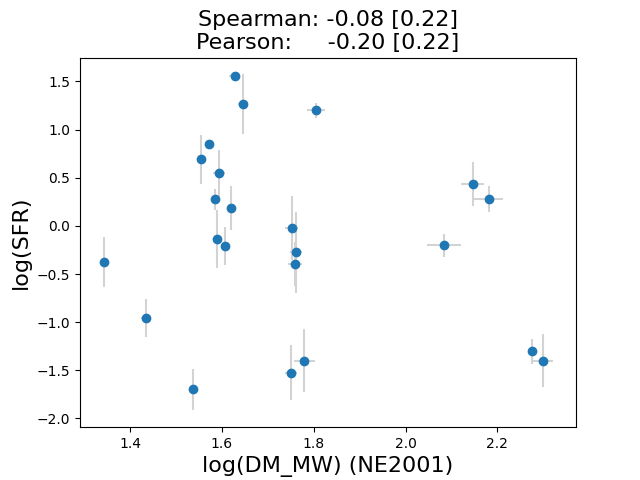 Spearman: -0.08 [0.22]
Pearson: -0.20 [0.22]
1.5
1.0
0.5
0.0
−0.5
−1.0
−1.5
−2.0
log(SFR)
1.4 1.6 1.8 2.0 2.2
log(DM_MW) (NE2001)